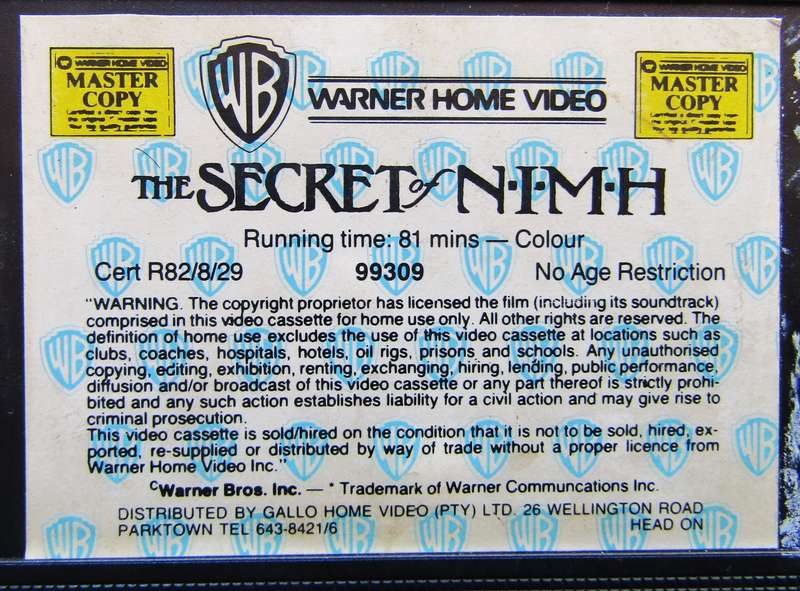 WARNER HOME VIDEO
MASTER
COPY
WB
WARNER HOME VIDEO
WARNER HOME VIDEO
MASTER
COPY
THE SECRET of N·I·M·H
Running time: 81 mins — Colour
Cert R82/8/29 99309 No Age Restriction
"WARNING. The copyright proprietor has licensed the film (including its soundtrack)
comprised in this video cassette for home use only. All other rights are reserved. The
definition of home use excludes the use of this video cassette at locations such as
clubs, coaches, hospitals, hotels, oil rigs, prisons and schools. Any unauthorised
copying, editing, exhibition, renting, exchanging, hiring, lending, public performance,
diffusion and/or broadcast of this video cassette or any part thereof is strictly prohi-
bited and any such action establishes liability for a civil action and may give rise to
criminal prosecution.
This video cassette is sold/hired on the condition that it is not to be sold, hired, ex-
ported, re-supplied or distributed by way of trade without a proper licence from
Warner Home Video Inc."
©Warner Bros. Inc. — * Trademark of Warner Communcations Inc.
DISTRIBUTED BY GALLO HOME VIDEO (PTY) LTD. 26 WELLINGTON ROAD
PARKTOWN TEL 643-8421/6 HEAD ON